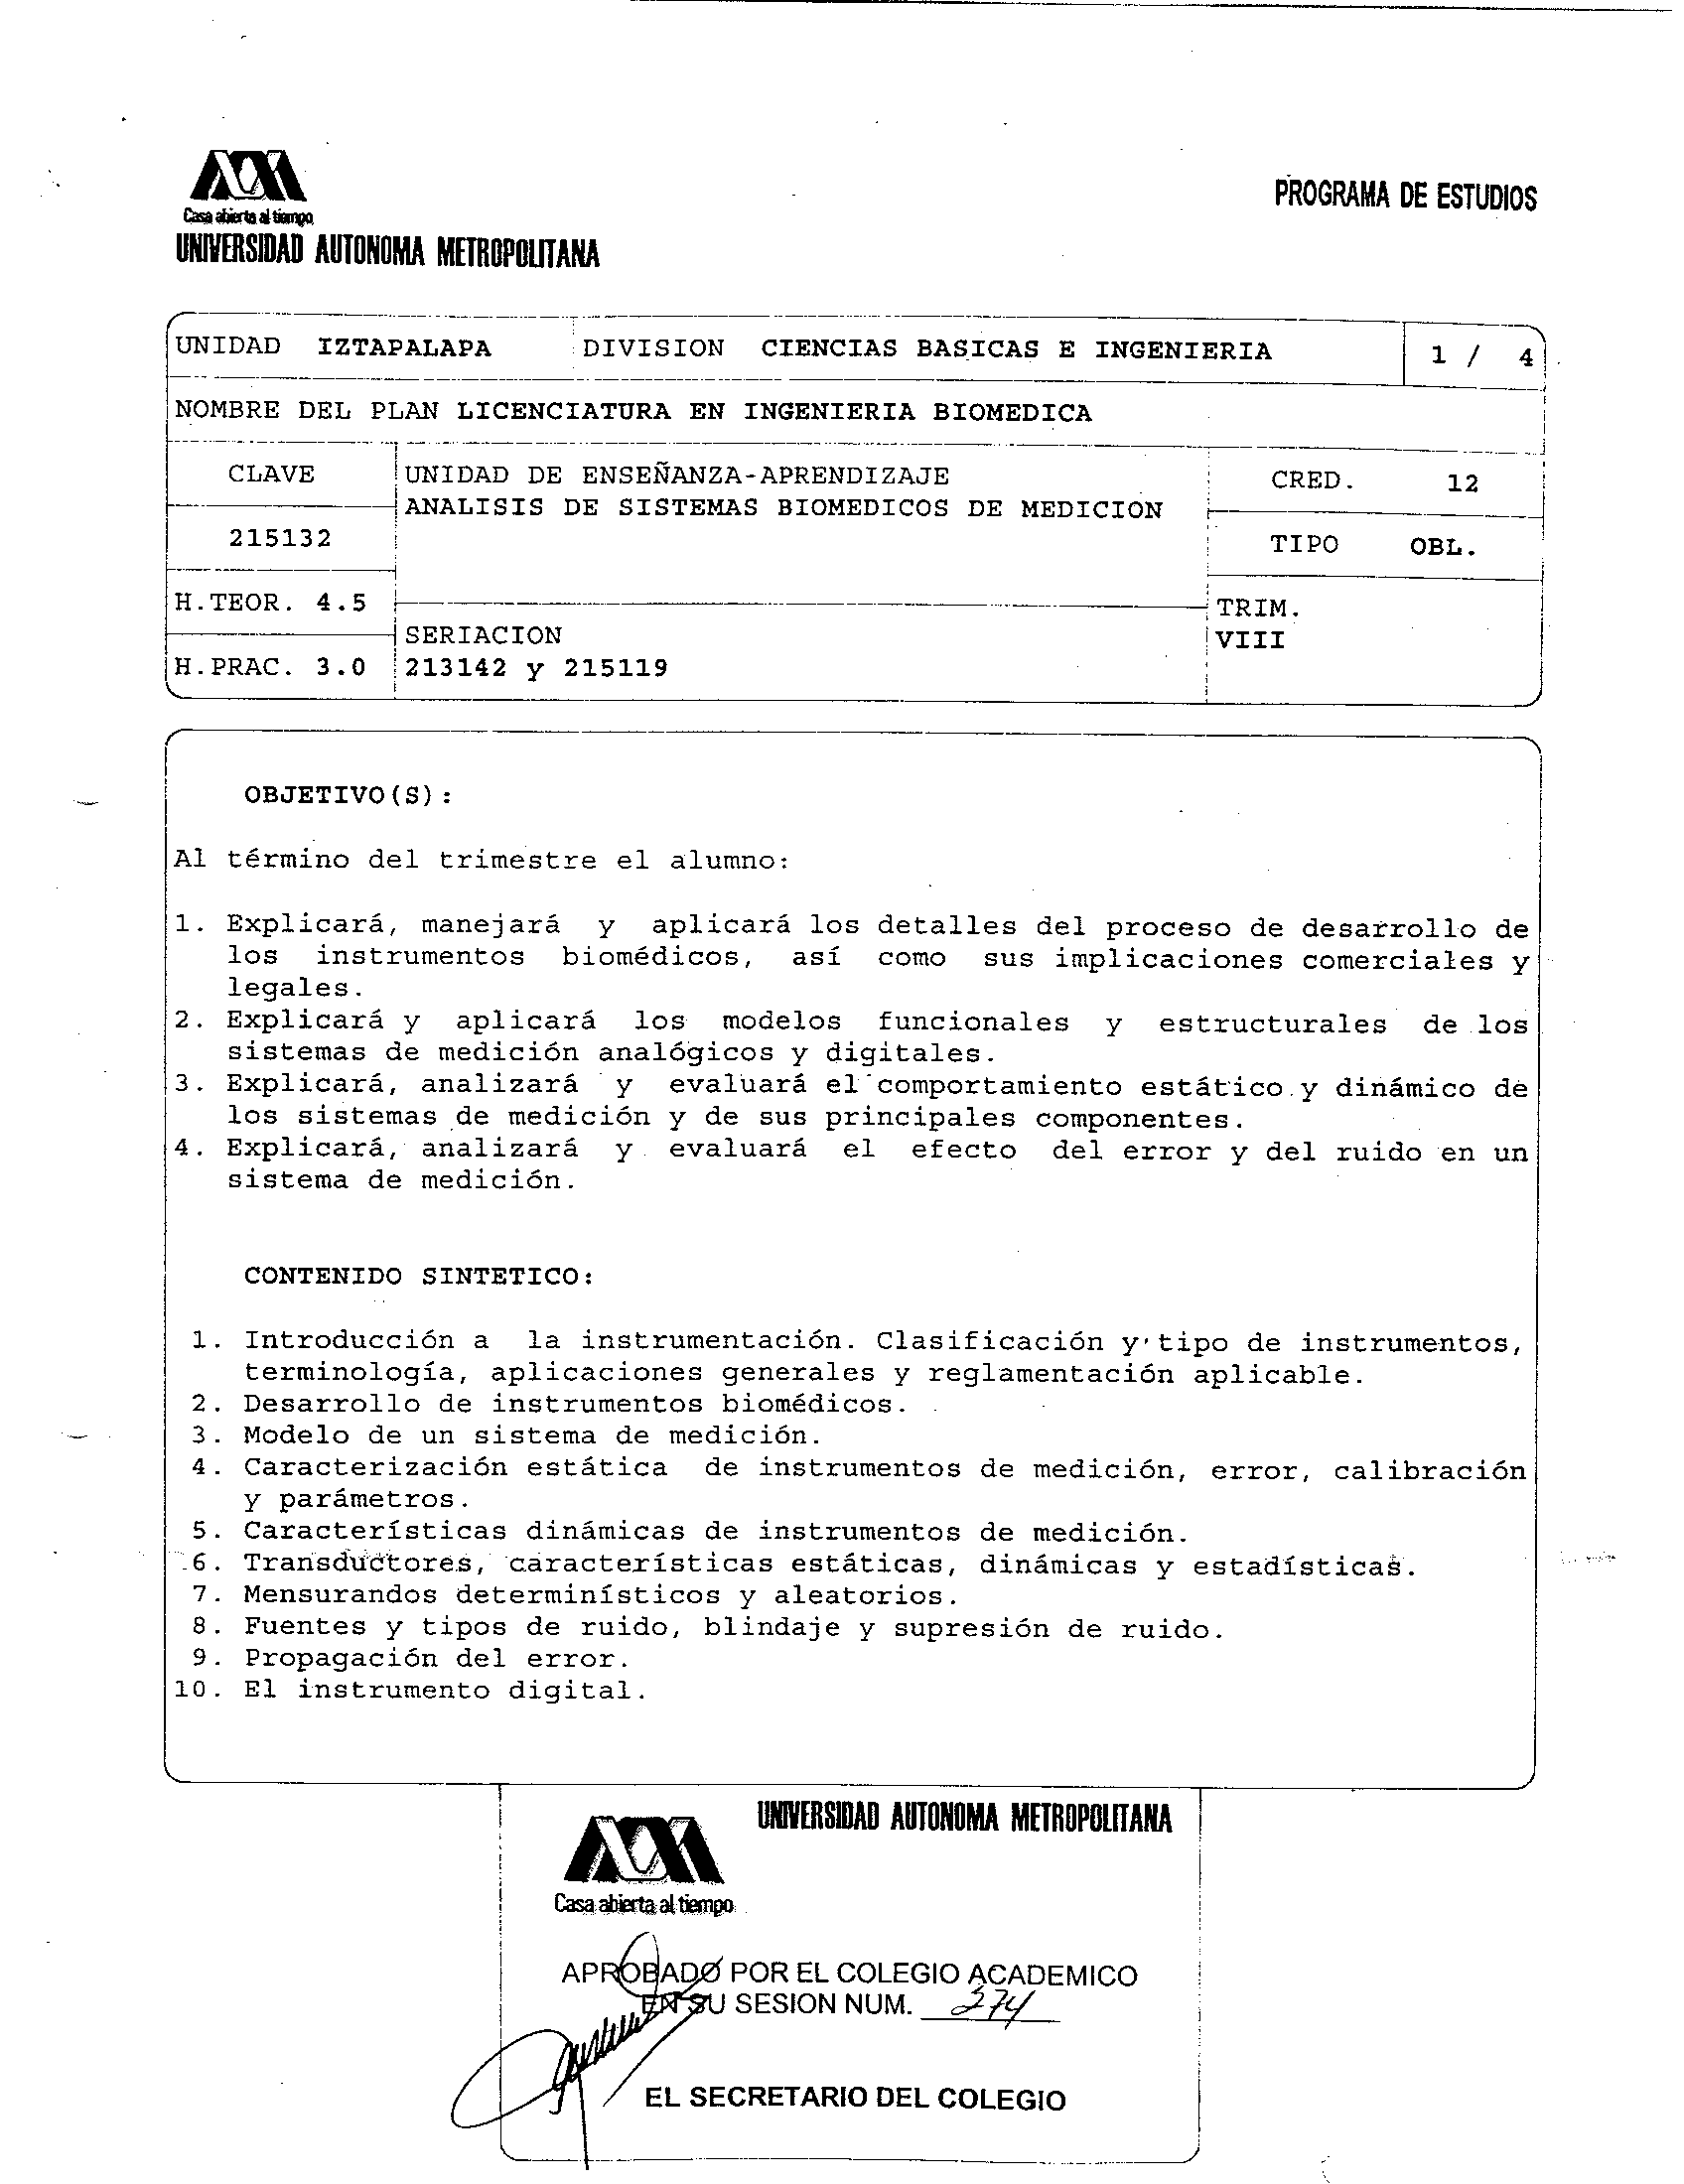 Casa abierta al tiempo
UNIVERSIDAD AUTONOMA METROPOLITANA
PROGRAMA DE ESTUDIOS
UNIDAD IZTAPALAPA DIVISION CIENCIAS BASICAS E INGENIERIA 1 / 4
NOMBRE DEL PLAN LICENCIATURA EN INGENIERIA BIOMEDICA
CLAVE
215132
H.TEOR. 4.5
H.PRAC. 3.0
UNIDAD DE ENSEÑANZA-APRENDIZAJE
ANALISIS DE SISTEMAS BIOMEDICOS DE MEDICION
SERIACION
213142 y 215119
CRED. 12
TIPO OBL.
TRIM.
VIII
OBJETIVO(S):
Al término del trimestre el alumno:
1. Explicará, manejará y aplicará los detalles del proceso de desarrollo de
los instrumentos biomédicos, así como sus implicaciones comerciales y
legales.
2. Explicará y aplicará los modelos funcionales y estructurales de los
sistemas de medición analógicos y digitales.
3. Explicará, analizará y evaluará el comportamiento estático y dinámico de
los sistemas de medición y de sus principales componentes.
4. Explicará, analizará y evaluará el efecto del error y del ruido en un
sistema de medición.
CONTENIDO SINTETICO:
1. Introducción a la instrumentación. Clasificación y tipo de instrumentos,
terminología, aplicaciones generales y reglamentación aplicable.
2. Desarrollo de instrumentos biomédicos.
3. Modelo de un sistema de medición.
4. Caracterización estática de instrumentos de medición, error, calibración
y parámetros.
5. Características dinámicas de instrumentos de medición.
6. Transductores, características estáticas, dinámicas y estadísticas.
7. Mensurandos determinísticos y aleatorios.
8. Fuentes y tipos de ruido, blindaje y supresión de ruido.
9. Propagación del error.
10. El instrumento digital.
UNIVERSIDAD AUTONOMA METROPOLITANA
Casa abierta al tiempo
APROBADO POR EL COLEGIO ACADEMICO
EN SU SESION NUM. 274
EL SECRETARIO DEL COLEGIO